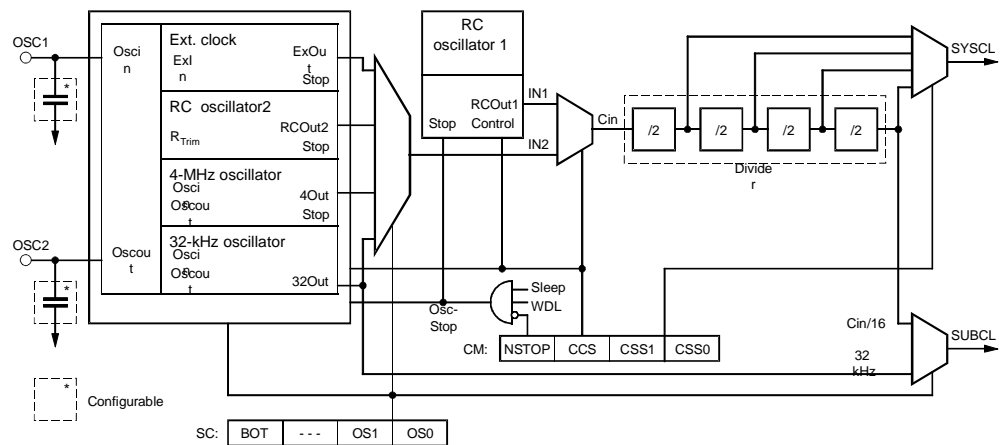 OSC1
*
Osci
n
Ext. clock
ExI
n
ExOu
t
Stop
RC oscillator2
RTrim
RCOut2
Stop
4-MHz oscillator
Osci
n
Oscou
t
4Out
Stop
32-kHz oscillator
Osci
n
Oscou
t
32Out
Oscou
t
OSC2
*
RC
oscillator 1
RCOut1
Stop Control
IN1
IN2
Cin
/2 /2 /2 /2
Divide
r
SYSCL
Sleep
WDL
Osc-
Stop
CM: NSTOP CCS CSS1 CSS0
Cin/16
32
kHz
SUBCL
*
Configurable
SC: BOT - - - OS1 OS0